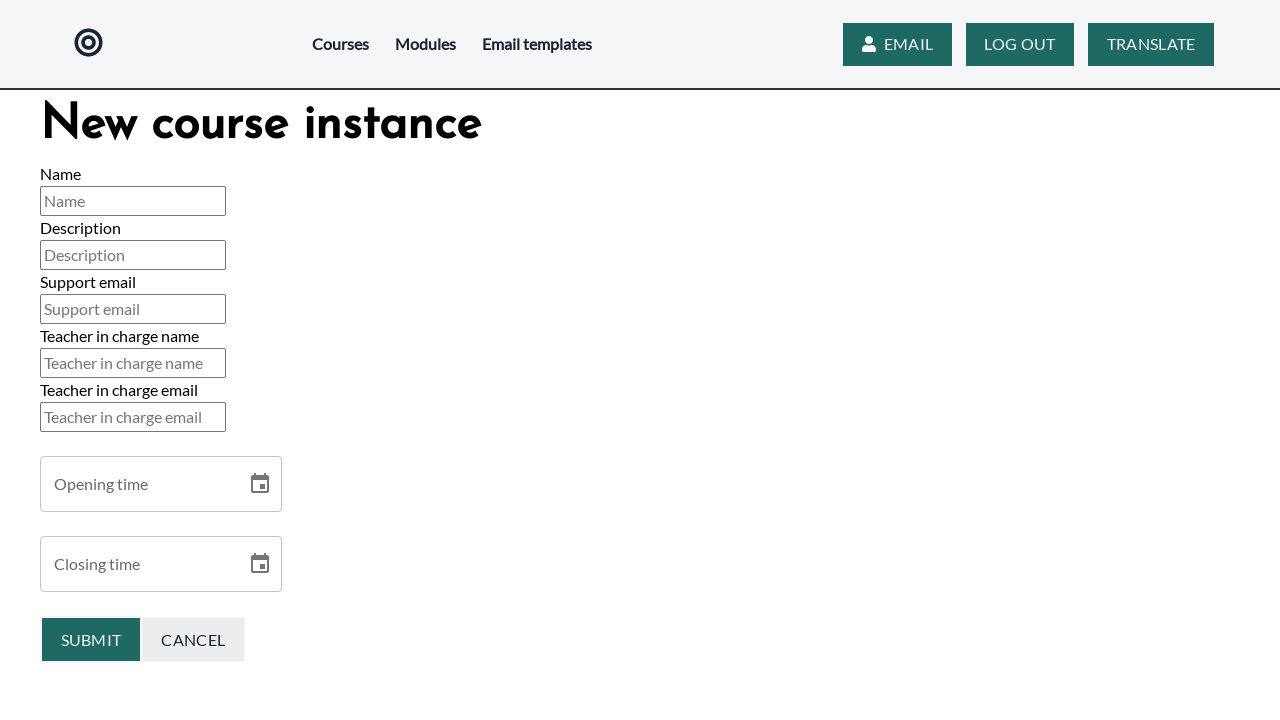 Courses Modules Email templates EMAIL LOG OUT TRANSLATE
New course instance
Name
Name
Description
Description
Support email
Support email
Teacher in charge name
Teacher in charge name
Teacher in charge email
Teacher in charge email
Opening time
Closing time
SUBMIT CANCEL